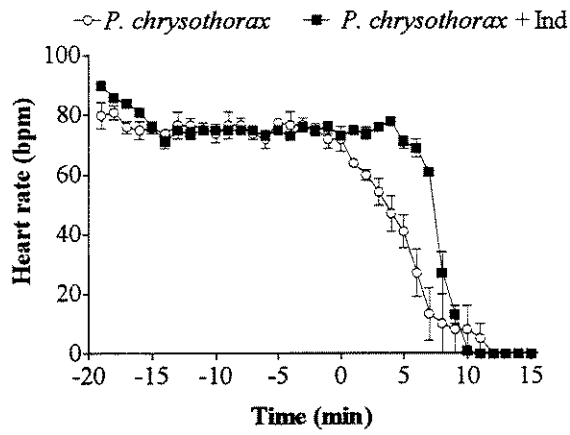 P. chrysothorax P. chrysothorax + Ind
100
80
60
40
20
0
Heart rate (bpm)
-20 -15 -10 -5 0 5 10 15
Time (min)